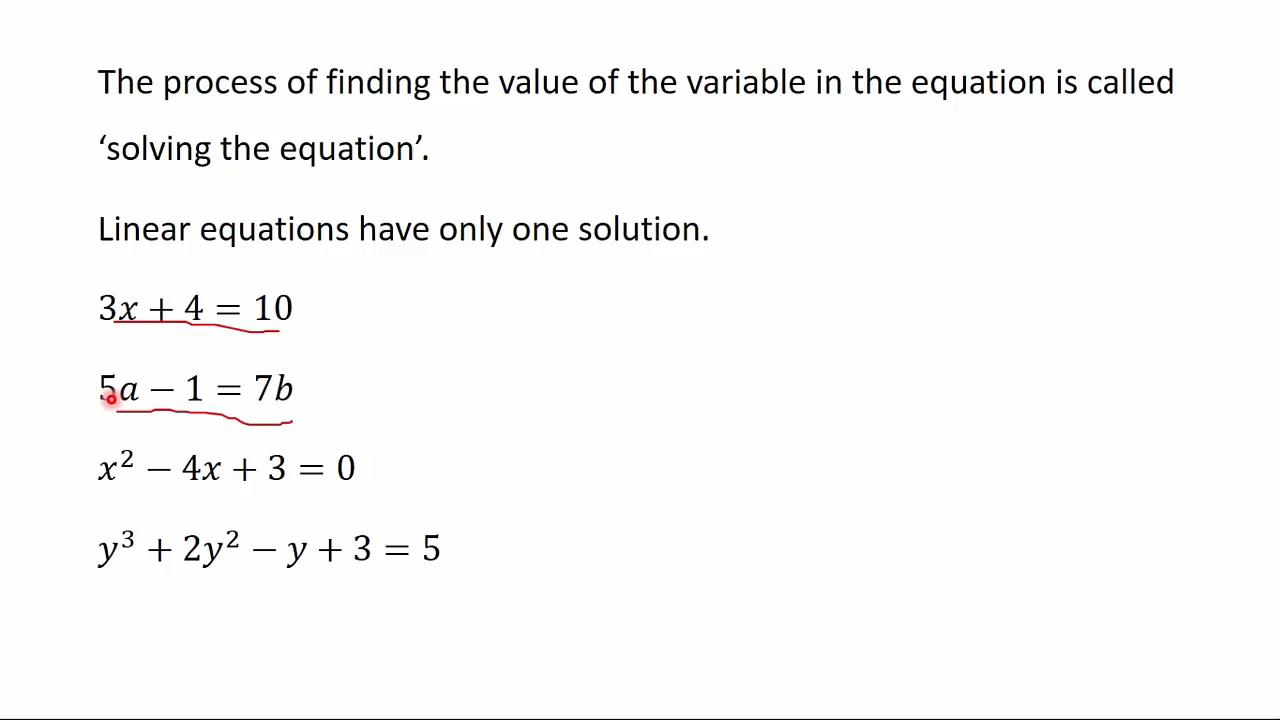 The process of finding the value of the variable in the equation is called
‘solving the equation’.
Linear equations have only one solution.
3x + 4 = 10
5a − 1 = 7b
x² − 4x + 3 = 0
y³ + 2y² − y + 3 = 5